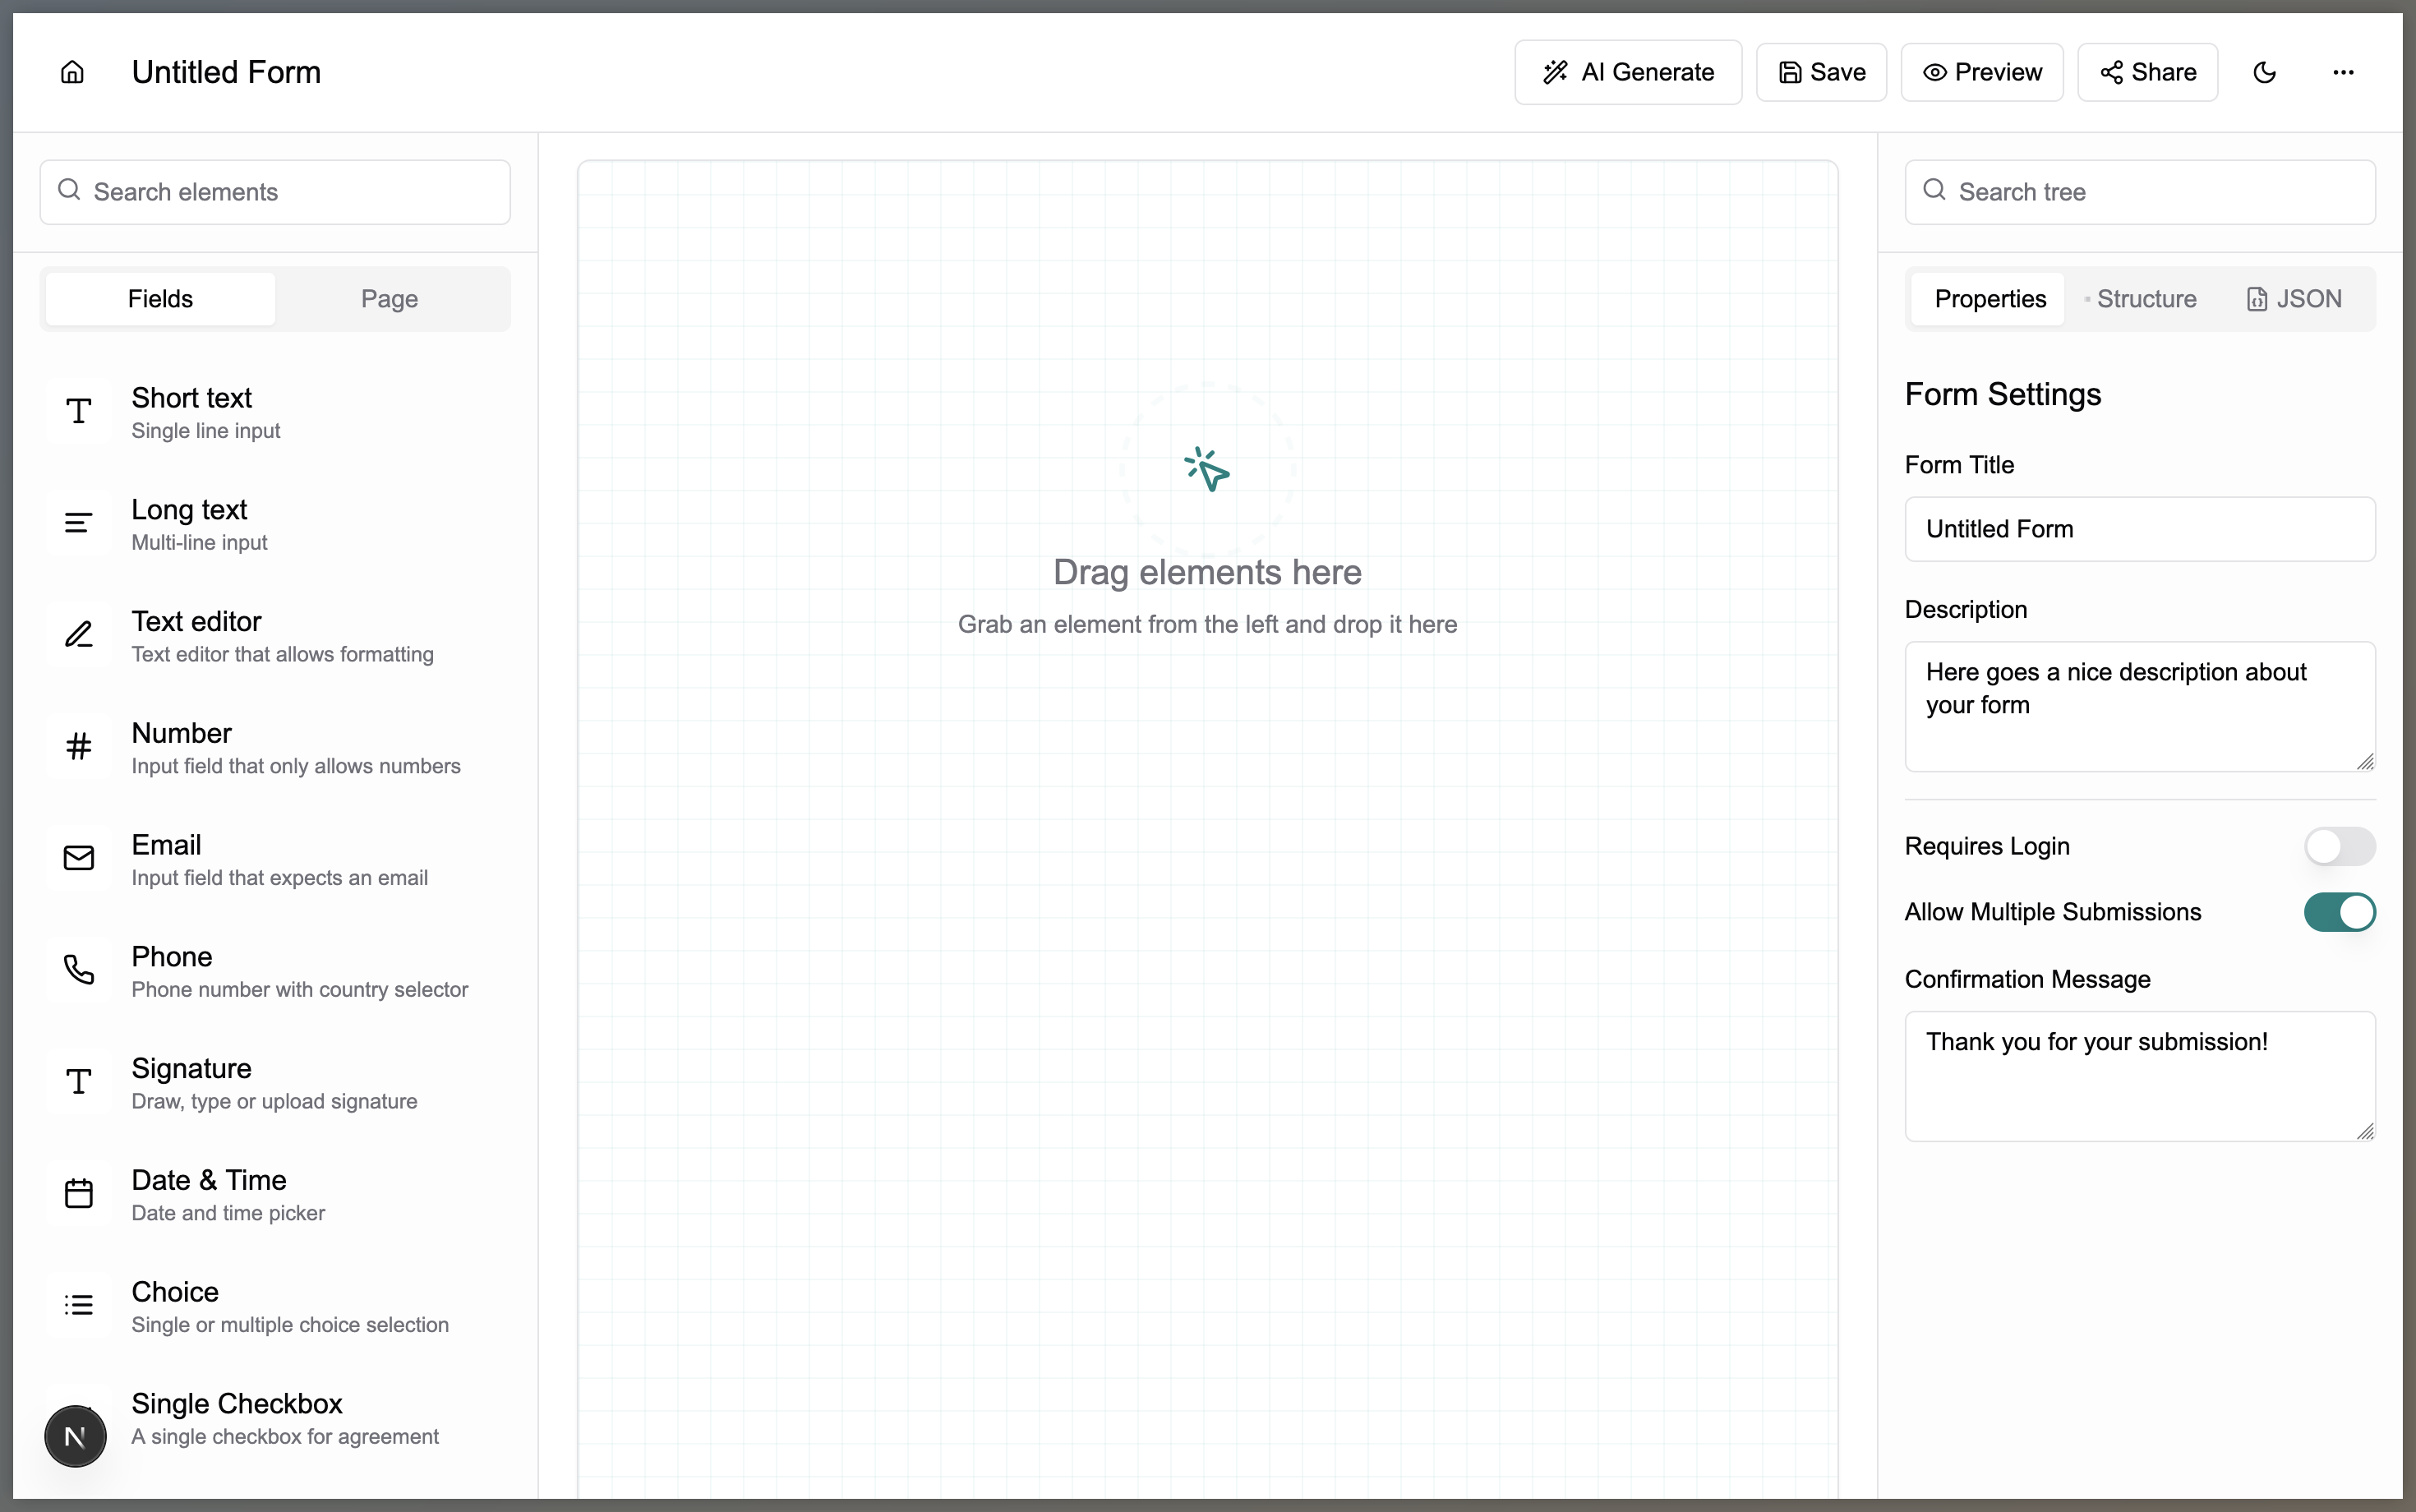 Untitled Form
AI Generate
Save
Preview
Share
Search elements
Fields
Page
Short text
Single line input
Long text
Multi-line input
Text editor
Text editor that allows formatting
Number
Input field that only allows numbers
Email
Input field that expects an email
Phone
Phone number with country selector
Signature
Draw, type or upload signature
Date & Time
Date and time picker
Choice
Single or multiple choice selection
Single Checkbox
A single checkbox for agreement
N
Drag elements here
Grab an element from the left and drop it here
Search tree
Properties
Structure
JSON
Form Settings
Form Title
Untitled Form
Description
Here goes a nice description about
your form
Requires Login
Allow Multiple Submissions
Confirmation Message
Thank you for your submission!